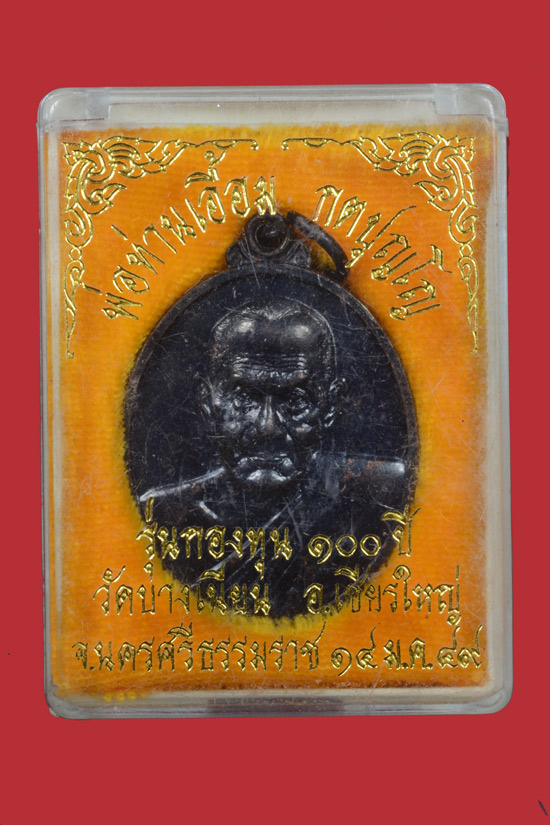 พ่อท่านเอื้อม กตปุญโญ
รุ่นกองทุน ๑๐๐ ปี
วัดบางเนียน อ.เชียรใหญ่
จ.นครศรีธรรมราช ๑๔ ม.ค. ๔๙